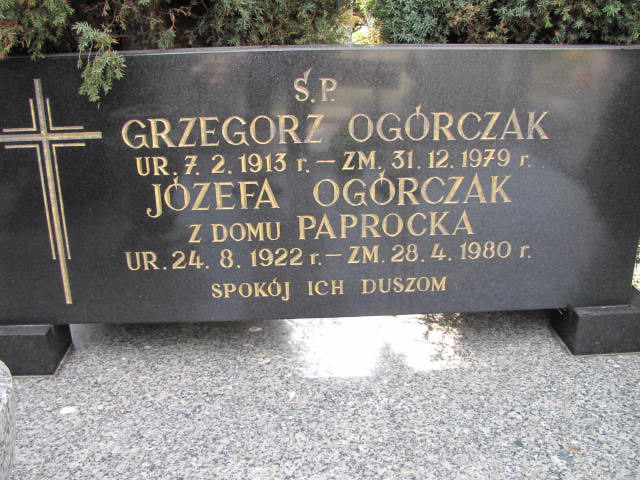 Ś.P.
GRZEGORZ OGÓRCZAK
UR. 7. 2. 1913 r. – ZM. 31. 12. 1979 r.
JÓZEFA OGÓRCZAK
Z DOMU PAPROCKA
UR. 24. 8. 1922 r. – ZM. 28. 4. 1980 r.
SPOKÓJ ICH DUSZOM